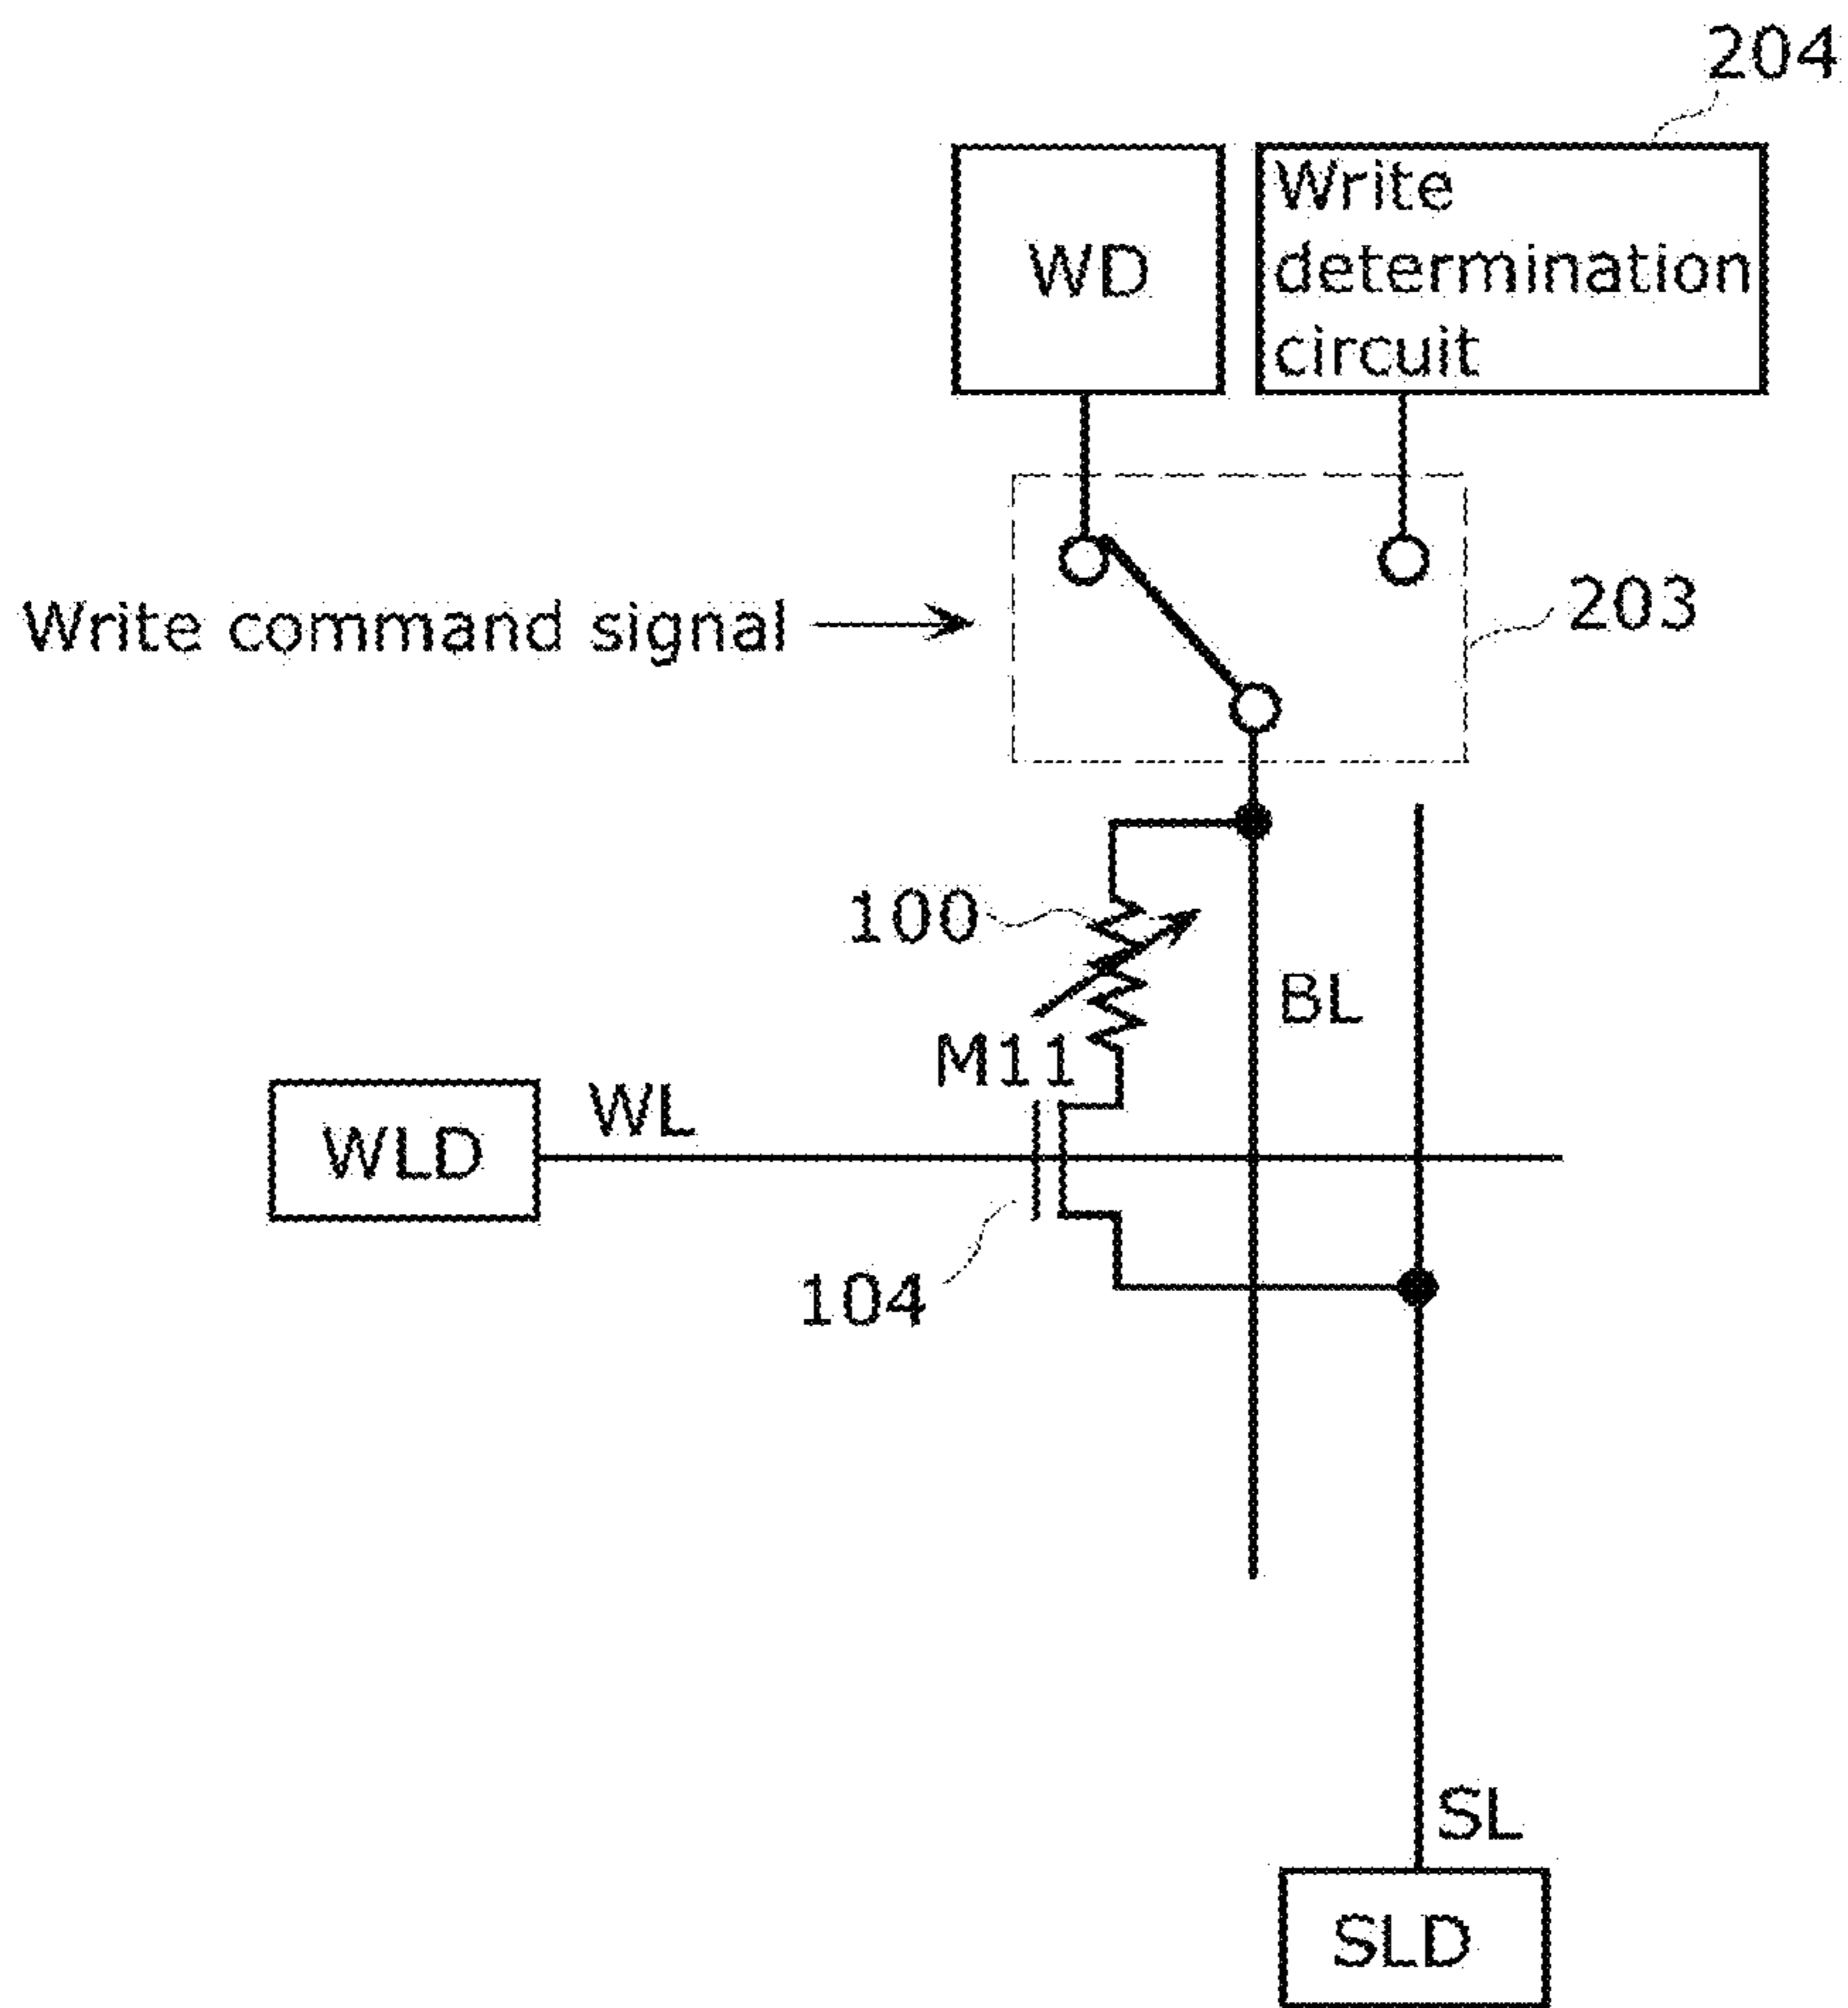 204
WD
Write
determination
circuit
Write command signal
203
100
BL
M11
WL
WLD
104
SL
SLD